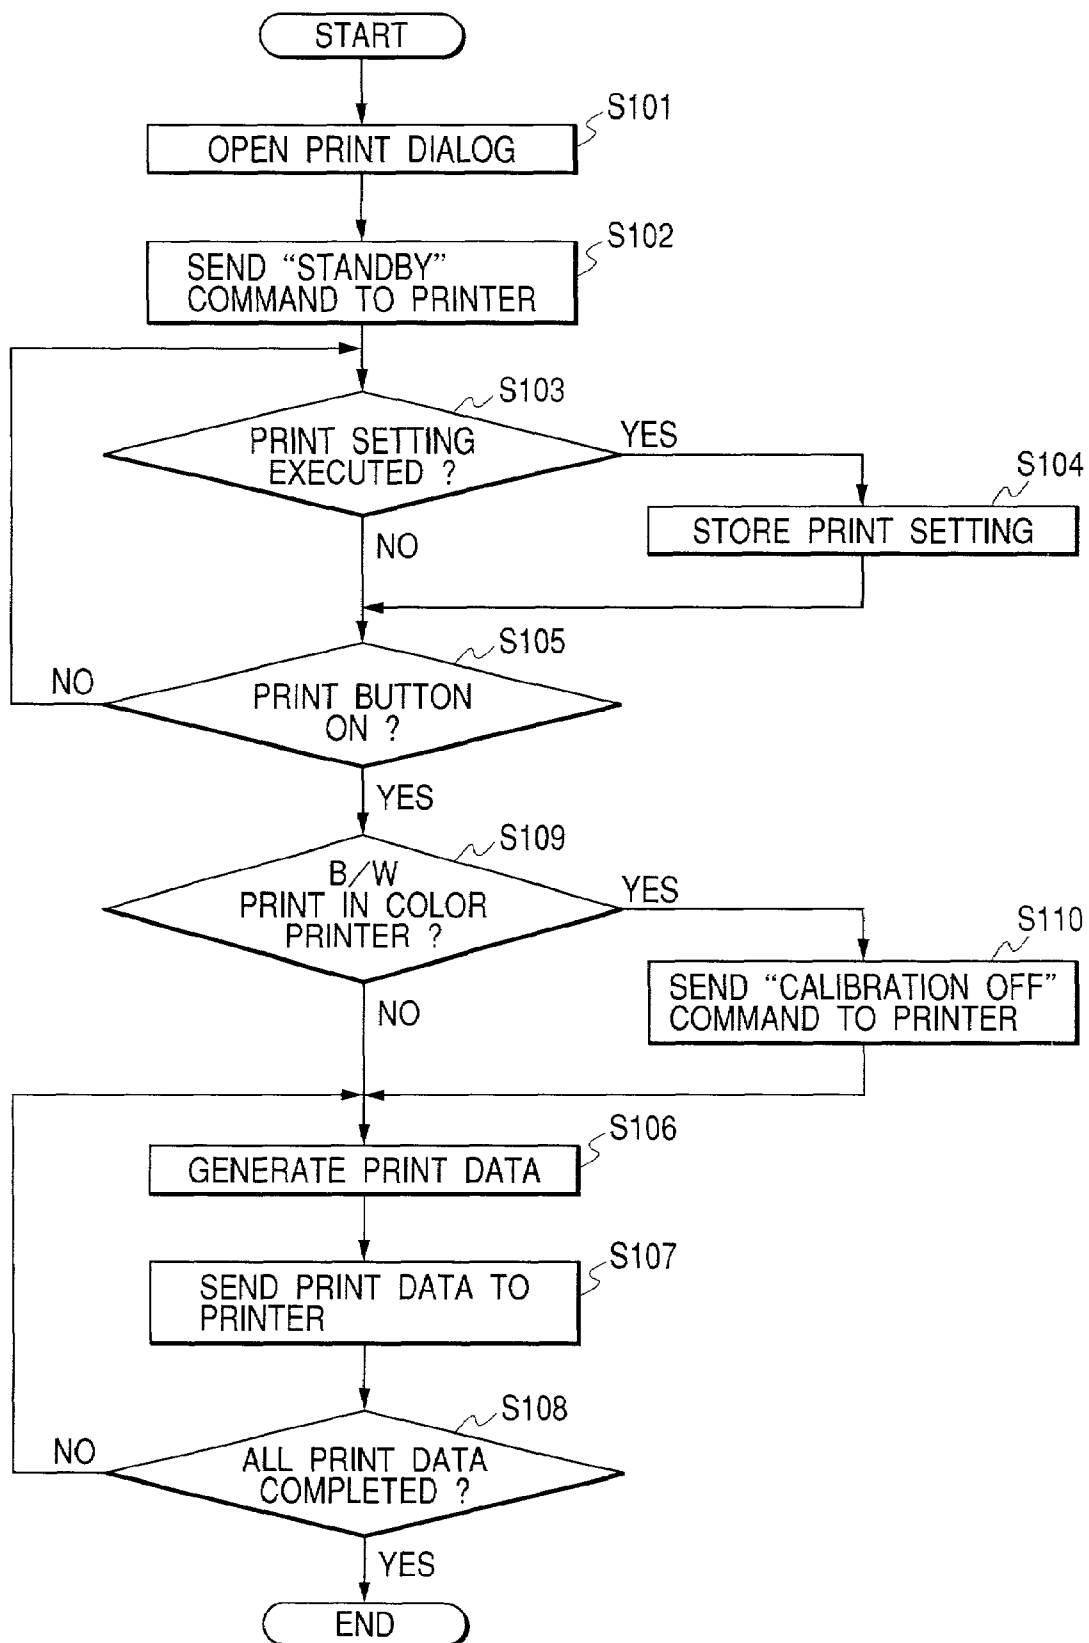 START
S101
OPEN PRINT DIALOG
S102
SEND “STANDBY”
COMMAND TO PRINTER
S103
PRINT SETTING
EXECUTED ?
YES
S104
STORE PRINT SETTING
NO
S105
PRINT BUTTON
ON ?
NO
YES
S109
B/W
PRINT IN COLOR
PRINTER ?
YES
S110
SEND “CALIBRATION OFF”
COMMAND TO PRINTER
NO
S106
GENERATE PRINT DATA
S107
SEND PRINT DATA TO
PRINTER
S108
ALL PRINT DATA
COMPLETED ?
NO
YES
END